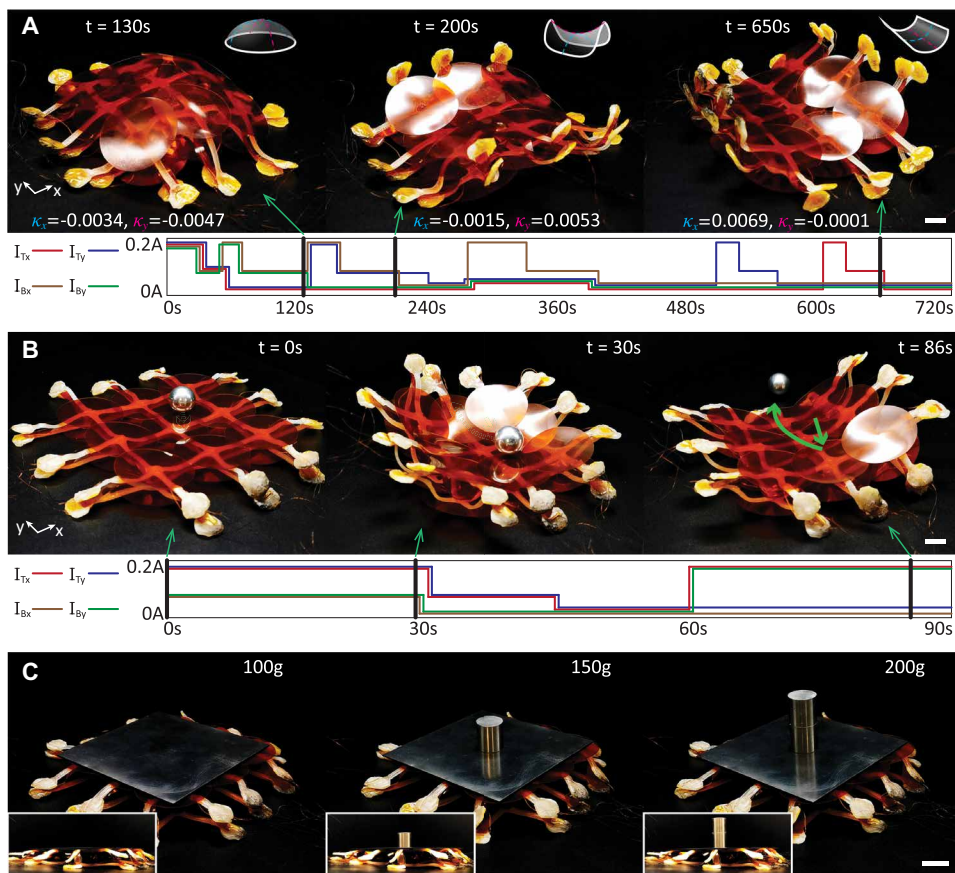 A
t = 130s
t = 200s
t = 650s
y x
κx=-0.0034, κy=-0.0047
κx=-0.0015, κy=0.0053
κx=0.0069, κy=-0.0001
ITx ITy
IBx IBy
0.2A
0A
0s 120s 240s 360s 480s 600s 720s
B
t = 0s
t = 30s
t = 86s
y x
ITx ITy
IBx IBy
0.2A
0A
0s 30s 60s 90s
C
100g
150g
200g